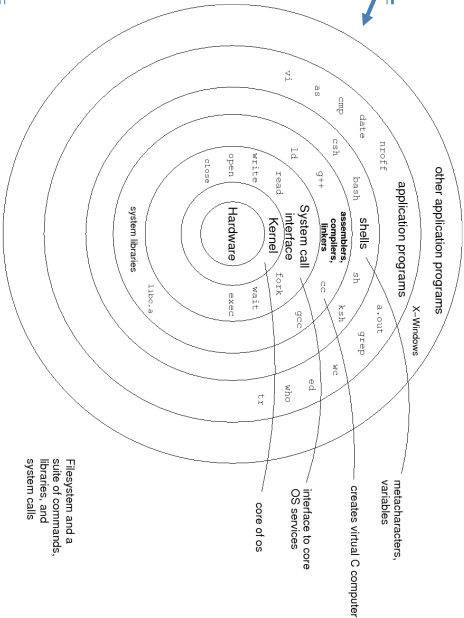 other application programs
X-Windows
application programs
nroff
a.out
date
grep
cmp
wc
as
ed
vi
who
tr
shells
bash
sh
csh
ksh
assemblers,
compilers,
linkers
g++
cc
ld
gcc
System call
interface
read
fork
write
wait
open
exec
close
Kernel
Hardware
system libraries
libc.a
metacharacters,
variables
creates virtual C computer
interface to core
OS services
core of os
Filesystem and a
suite of commands,
libraries, and
system calls